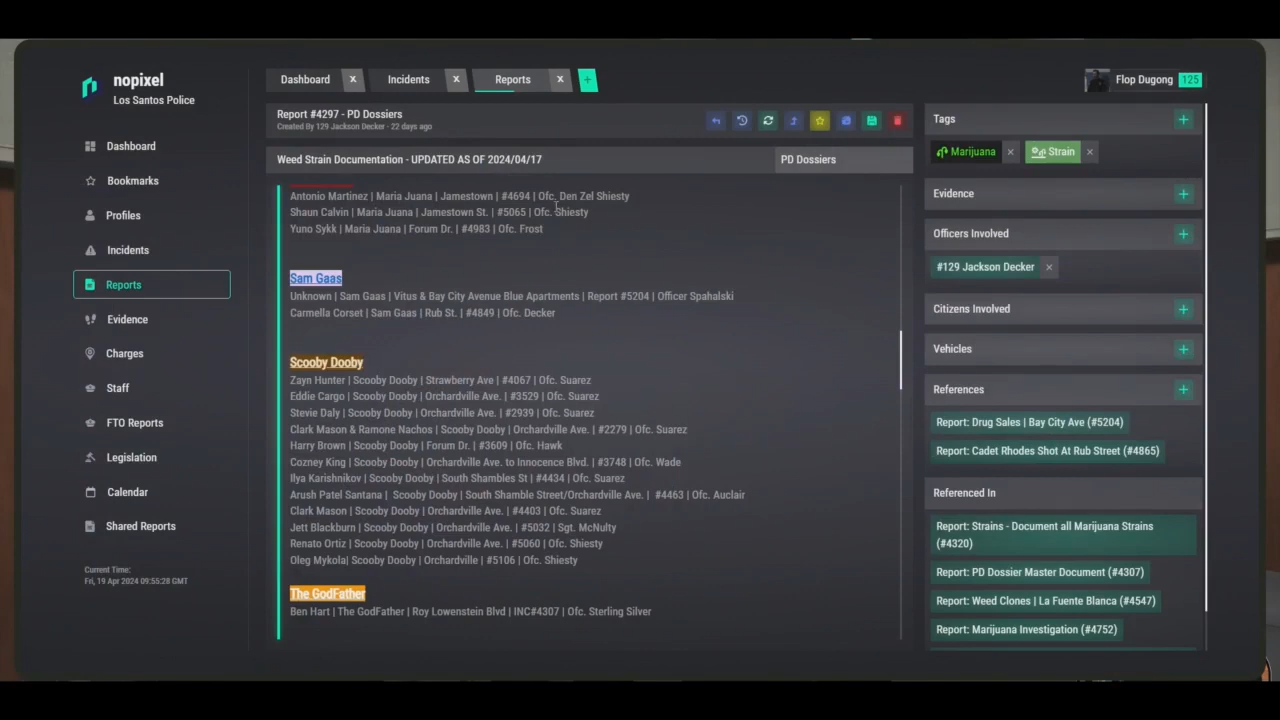 nopixel
Los Santos Police
Dashboard
Bookmarks
Profiles
Incidents
Reports
Evidence
Charges
Staff
FTO Reports
Legislation
Calendar
Shared Reports
Current Time:
Fri, 19 Apr 2024 09:55:28 GMT
Dashboard x Incidents x Reports x +
Flop Dugong 125
Report #4297 - PD Dossiers
Created By 129 Jackson Decker - 22 days ago
Weed Strain Documentation - UPDATED AS OF 2024/04/17
PD Dossiers
Antonio Martinez | Maria Juana | Jamestown | #4694 | Ofc. Den Zel Shiesty
Shaun Calvin | Maria Juana | Jamestown St. | #5065 | Ofc. Shiesty
Yuno Sykk | Maria Juana | Forum Dr. | #4983 | Ofc. Frost
Sam Gaas
Unknown | Sam Gaas | Vitus & Bay City Avenue Blue Apartments | Report #5204 | Officer Spahalski
Carmella Corset | Sam Gaas | Rub St. | #4849 | Ofc. Decker
Scooby Dooby
Zayn Hunter | Scooby Dooby | Strawberry Ave | #4067 | Ofc. Suarez
Eddie Cargo | Scooby Dooby | Orchardville Ave. | #3529 | Ofc. Suarez
Stevie Daly | Scooby Dooby | Orchardville Ave. | #2939 | Ofc. Suarez
Clark Mason & Ramone Nachos | Scooby Dooby | Orchardville Ave. | #2279 | Ofc. Suarez
Harry Brown | Scooby Dooby | Forum Dr. | #3609 | Ofc. Hawk
Cozney King | Scooby Dooby | Orchardville Ave. to Innocence Blvd. | #3748 | Ofc. Wade
Ilya Karishnikov | Scooby Dooby | South Shambles St | #4434 | Ofc. Suarez
Arush Patel Santana | Scooby Dooby | South Shamble Street/Orchardville Ave. | #4463 | Ofc. Auclair
Clark Mason | Scooby Dooby | Orchardville Ave. | #4403 | Ofc. Suarez
Jett Blackburn | Scooby Dooby | Orchardville Ave. | #5032 | Sgt. McNulty
Renato Ortiz | Scooby Dooby | Orchardville Ave. | #5060 | Ofc. Shiesty
Oleg Mykola| Scooby Dooby | Orchardville | #5106 | Ofc. Shiesty
The GodFather
Ben Hart | The GodFather | Roy Lowenstein Blvd | INC#4307 | Ofc. Sterling Silver
Tags +
Marijuana x Strain x
Evidence +
Officers Involved +
#129 Jackson Decker x
Citizens Involved +
Vehicles +
References +
Report: Drug Sales | Bay City Ave (#5204)
Report: Cadet Rhodes Shot At Rub Street (#4865)
Referenced In
Report: Strains - Document all Marijuana Strains
(#4320)
Report: PD Dossier Master Document (#4307)
Report: Weed Clones | La Fuente Blanca (#4547)
Report: Marijuana Investigation (#4752)